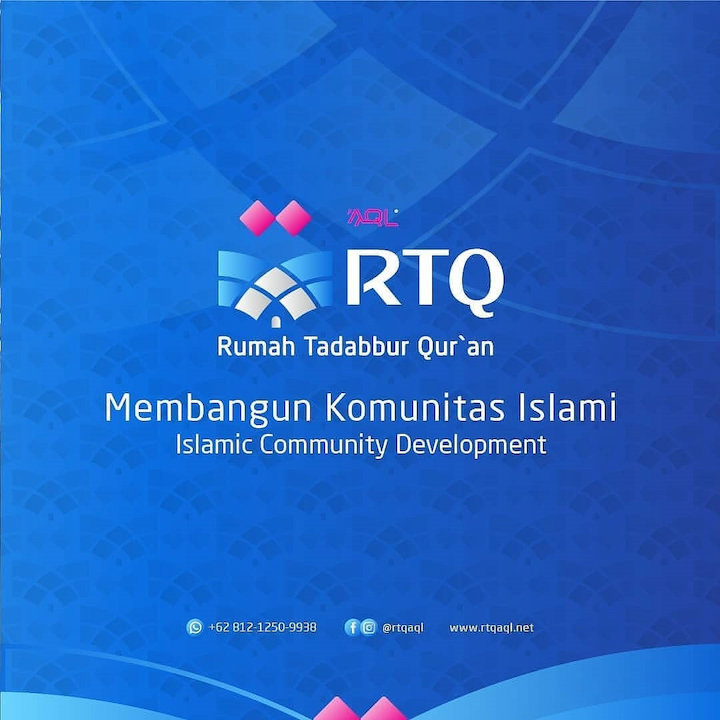 AQL
RTQ
Rumah Tadabbur Qur`an
Membangun Komunitas Islami
Islamic Community Development
+62 812-1250-9938 @rtqaql www.rtqaql.net